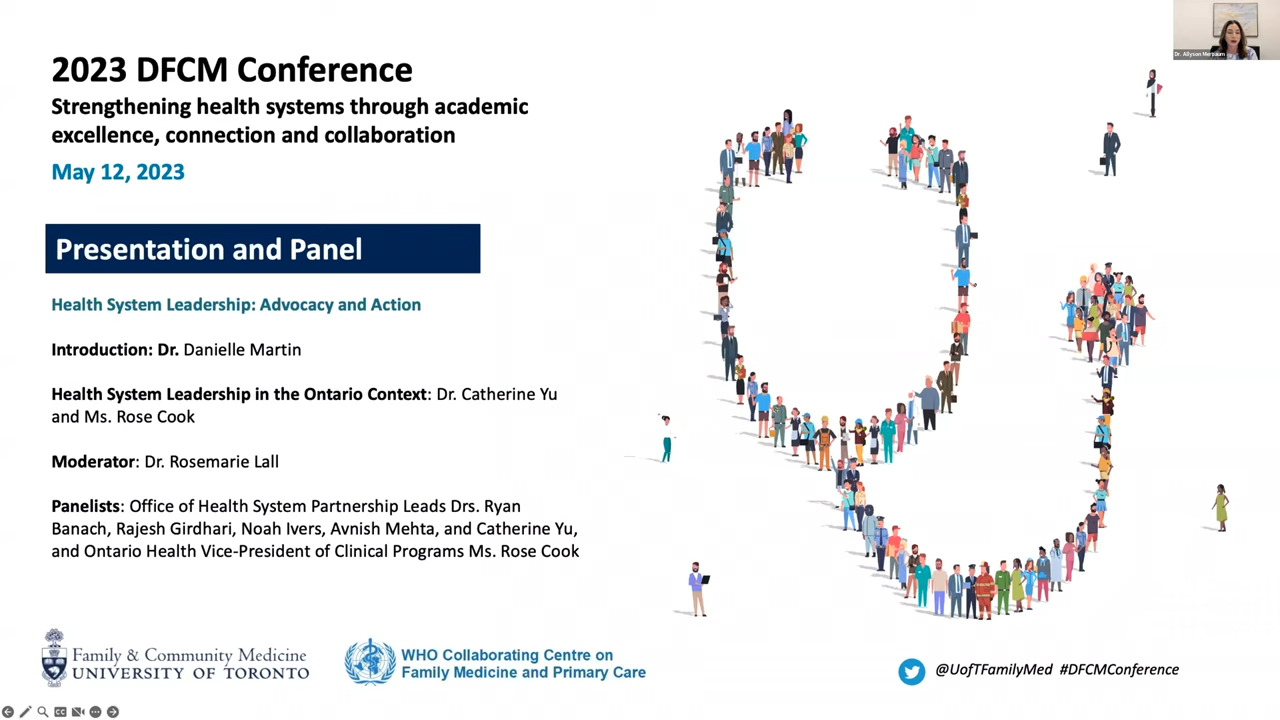 Dr. Allyson Merbaum
2023 DFCM Conference
Strengthening health systems through academic
excellence, connection and collaboration
May 12, 2023
Presentation and Panel
Health System Leadership: Advocacy and Action
Introduction: Dr. Danielle Martin
Health System Leadership in the Ontario Context: Dr. Catherine Yu
and Ms. Rose Cook
Moderator: Dr. Rosemarie Lall
Panelists: Office of Health System Partnership Leads Drs. Ryan
Banach, Rajesh Girdhari, Noah Ivers, Avnish Mehta, and Catherine Yu,
and Ontario Health Vice-President of Clinical Programs Ms. Rose Cook
Family & Community Medicine
UNIVERSITY OF TORONTO
WHO Collaborating Centre on
Family Medicine and Primary Care
@UofTFamilyMed #DFCMConference